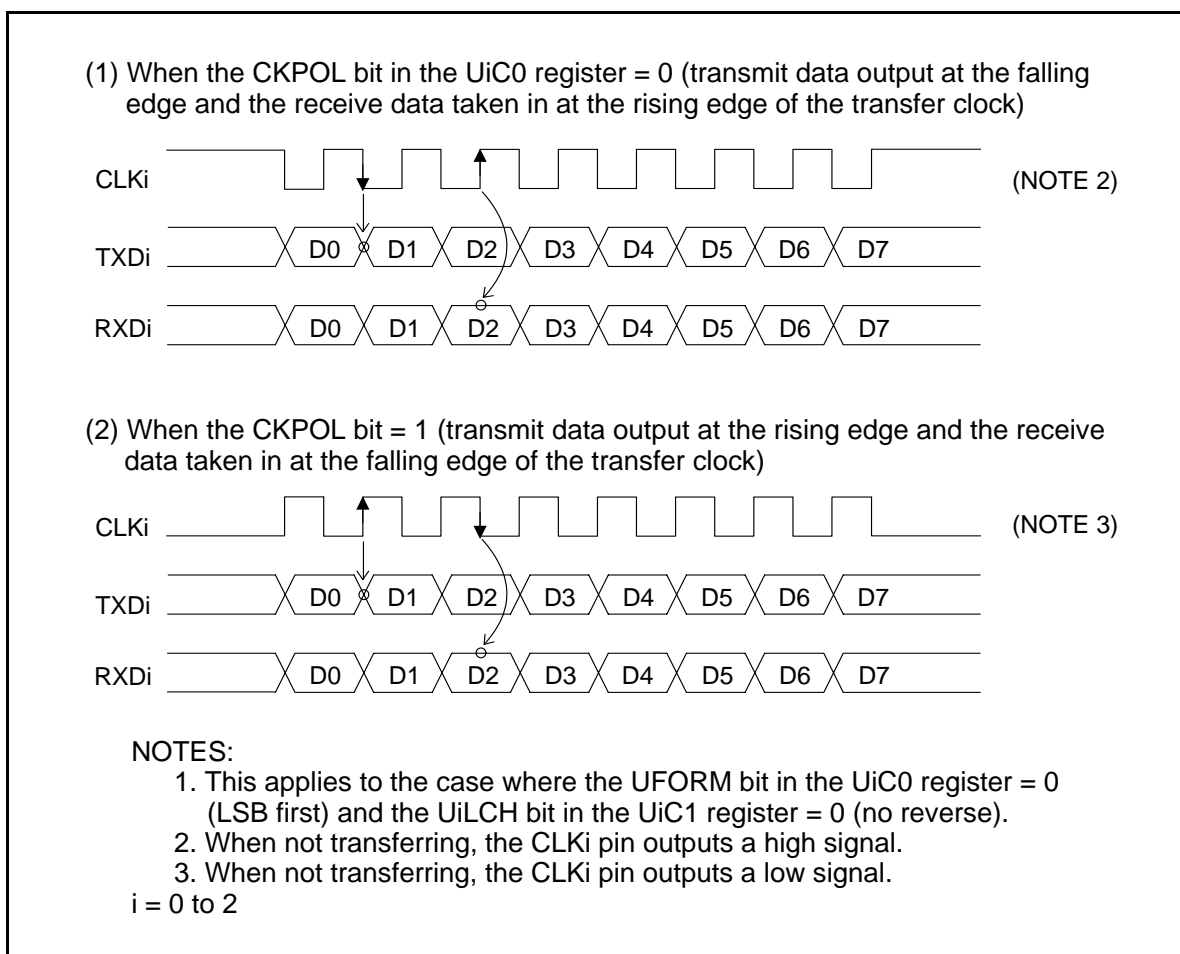 (1) When the CKPOL bit in the UiC0 register = 0 (transmit data output at the falling
edge and the receive data taken in at the rising edge of the transfer clock)
CLKi (NOTE 2)
TXDi D0 D1 D2 D3 D4 D5 D6 D7
RXDi D0 D1 D2 D3 D4 D5 D6 D7
(2) When the CKPOL bit = 1 (transmit data output at the rising edge and the receive
data taken in at the falling edge of the transfer clock)
CLKi (NOTE 3)
TXDi D0 D1 D2 D3 D4 D5 D6 D7
RXDi D0 D1 D2 D3 D4 D5 D6 D7
NOTES:
1. This applies to the case where the UFORM bit in the UiC0 register = 0
(LSB first) and the UiLCH bit in the UiC1 register = 0 (no reverse).
2. When not transferring, the CLKi pin outputs a high signal.
3. When not transferring, the CLKi pin outputs a low signal.
i = 0 to 2